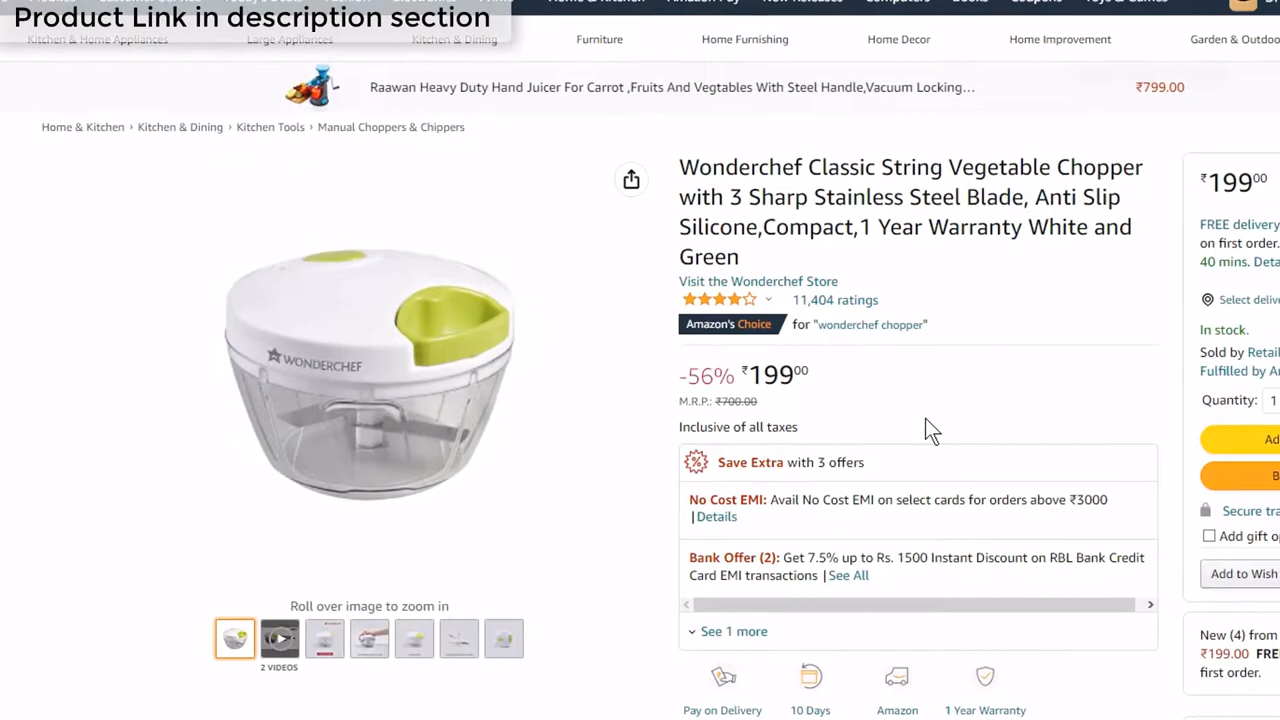 Product Link in description section
Kitchen & Home Appliances
Large Appliances
Kitchen & Dining
Furniture
Home Furnishing
Home Decor
Home Improvement
Garden & Outdoo
Raawan Heavy Duty Hand Juicer For Carrot ,Fruits And Vegtables With Steel Handle,Vacuum Locking…
₹799.00
Home & Kitchen › Kitchen & Dining › Kitchen Tools › Manual Choppers & Chippers
WONDERCHEF
Roll over image to zoom in
2 VIDEOS
Wonderchef Classic String Vegetable Chopper
with 3 Sharp Stainless Steel Blade, Anti Slip
Silicone,Compact,1 Year Warranty White and
Green
Visit the Wonderchef Store
11,404 ratings
Amazon's Choice for "wonderchef chopper"
-56% ₹19900
M.R.P.: ₹700.00
Inclusive of all taxes
Save Extra with 3 offers
No Cost EMI: Avail No Cost EMI on select cards for orders above ₹3000
|Details
Bank Offer (2): Get 7.5% up to Rs. 1500 Instant Discount on RBL Bank Credit
Card EMI transactions |See All
See 1 more
Pay on Delivery
10 Days
Amazon
1 Year Warranty
₹19900
FREE delivery
on first order.
40 mins. Deta
Select delive
In stock.
Sold by Retai
Fulfilled by A
Quantity: 1
Ad
B
Secure tra
Add gift op
Add to Wish
New (4) from
₹199.00 FRE
first order.